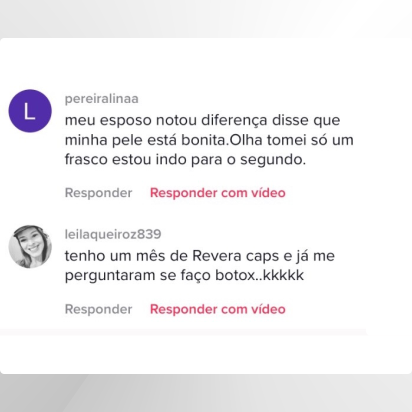 L
pereiralinaa
meu esposo notou diferença disse que
minha pele está bonita.Olha tomei só um
frasco estou indo para o segundo.
Responder Responder com vídeo
leilaqueiroz839
tenho um mês de Revera caps e já me
perguntaram se faço botox..kkkkk
Responder Responder com vídeo